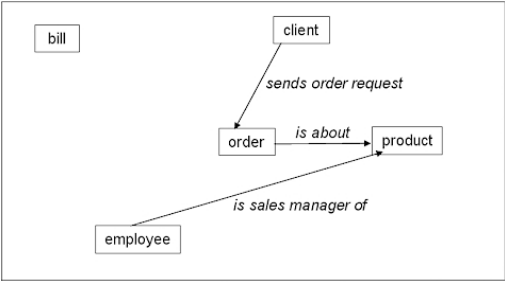 client
bill
sends order request
is about
order
product
is sales manager of
employee